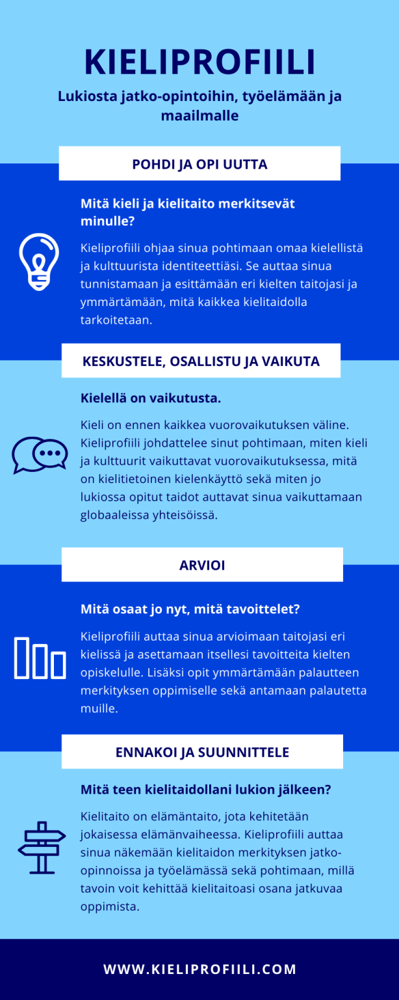 KIELIPROFIILI
Lukiosta jatko-opintoihin, työelämään ja
maailmalle
POHDI JA OPI UUTTA
Mitä kieli ja kielitaito merkitsevät
minulle?
Kieliprofiili ohjaa sinua pohtimaan omaa kielellistä
ja kulttuurista identiteettiäsi. Se auttaa sinua
tunnistamaan ja esittämään eri kielten taitojasi ja
ymmärtämään, mitä kaikkea kielitaidolla
tarkoitetaan.
KESKUSTELE, OSALLISTU JA VAIKUTA
Kielellä on vaikutusta.
Kieli on ennen kaikkea vuorovaikutuksen väline.
Kieliprofiili johdattelee sinut pohtimaan, miten kieli
ja kulttuurit vaikuttavat vuorovaikutuksessa, mitä
on kielitietoinen kielenkäyttö sekä miten jo
lukiossa opitut taidot auttavat sinua vaikuttamaan
globaaleissa yhteisöissä.
ARVIOI
Mitä osaat jo nyt, mitä tavoittelet?
Kieliprofiili auttaa sinua arvioimaan taitojasi eri
kielissä ja asettamaan itsellesi tavoitteita kielten
opiskelulle. Lisäksi opit ymmärtämään palautteen
merkityksen oppimiselle sekä antamaan palautetta
muille.
ENNAKOI JA SUUNNITTELE
Mitä teen kielitaidollani lukion jälkeen?
Kielitaito on elämäntaito, jota kehitetään
jokaisessa elämänvaiheessa. Kieliprofiili auttaa
sinua näkemään kielitaidon merkityksen jatko-
opinnoissa ja työelämässä sekä pohtimaan, millä
tavoin voit kehittää kielitaitoasi osana jatkuvaa
oppimista.
WWW.KIELIPROFIILI.COM